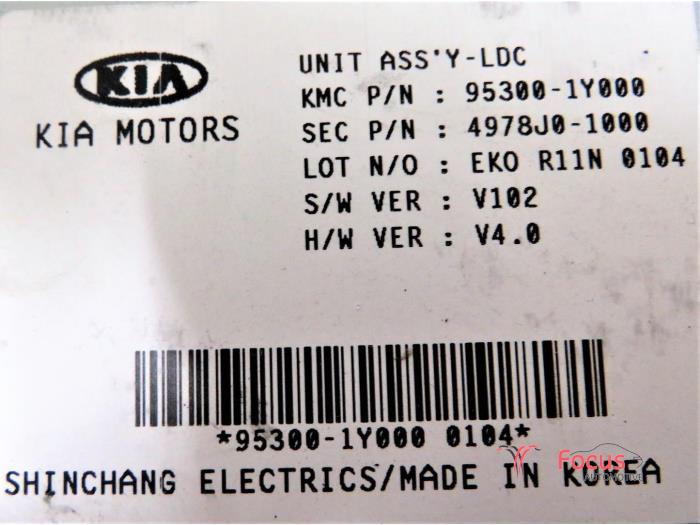 KIA
KIA MOTORS
UNIT ASS'Y-LDC
KMC P/N : 95300-1Y000
SEC P/N : 4978J0-1000
LOT N/O : EKO R11N 0104
S/W VER : V102
H/W VER : V4.0
*95300-1Y000 0104*
SHINCHANG ELECTRICS/MADE IN KOREA
Focus
AUTOMOTIVE